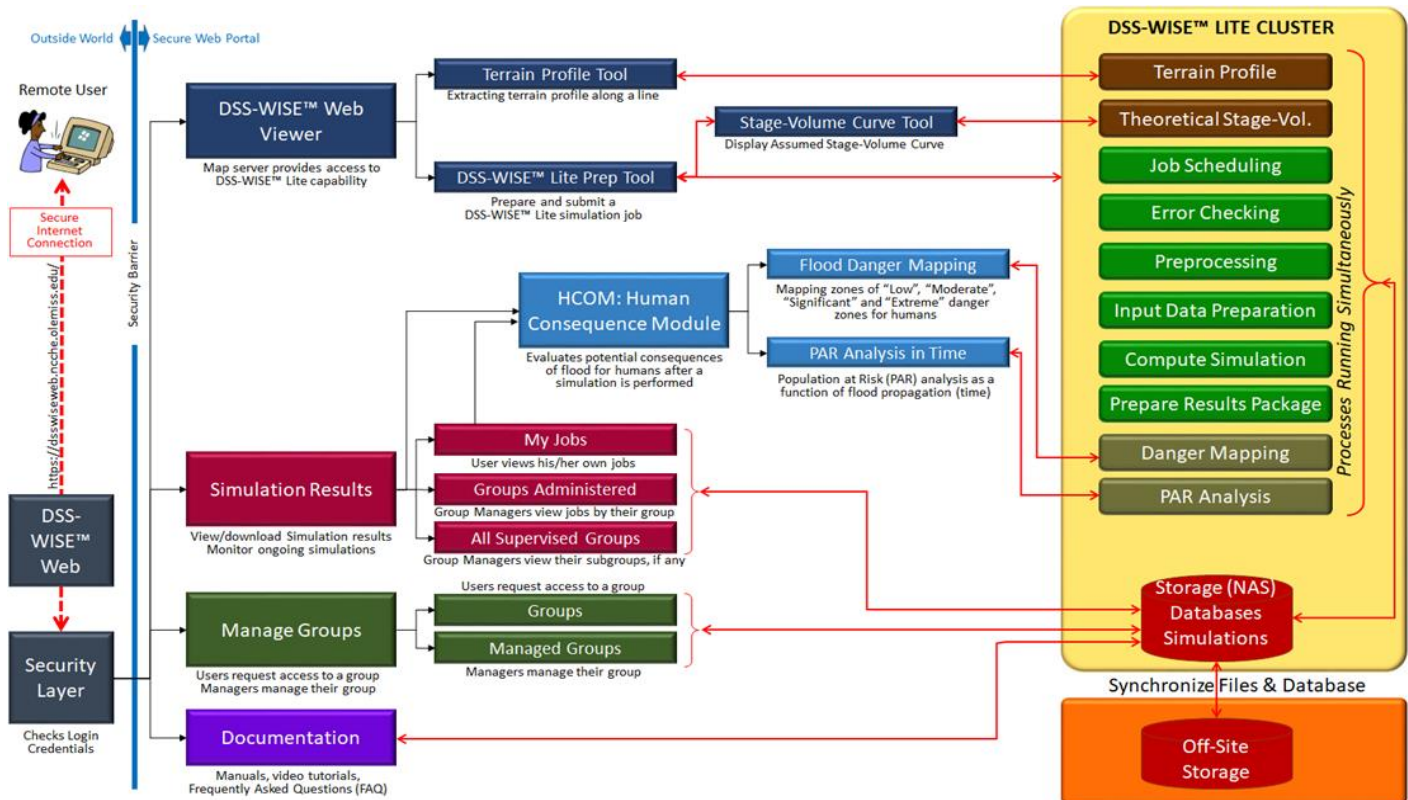 Outside World
Secure Web Portal
Remote User
Secure
Internet
Connection
https://dsswiseweb.ncche.olemiss.edu/
Security Barrier
DSS-
WISE™
Web
Security
Layer
Checks Login
Credentials
DSS-WISE™ Web
Viewer
Map server provides access to
DSS-WISE™ Lite capability
Terrain Profile Tool
Extracting terrain profile along a line
Stage-Volume Curve Tool
Display Assumed Stage-Volume Curve
DSS-WISE™ Lite Prep Tool
Prepare and submit a
DSS-WISE™ Lite simulation job
HCOM: Human
Consequence Module
Evaluates potential consequences
of flood for humans after a
simulation is performed
Flood Danger Mapping
Mapping zones of “Low”, “Moderate”,
“Significant” and “Extreme” danger
zones for humans
PAR Analysis in Time
Population at Risk (PAR) analysis as a
function of flood propagation (time)
Simulation Results
View/download Simulation results
Monitor ongoing simulations
My Jobs
User views his/her own jobs
Groups Administered
Group Managers view jobs by their group
All Supervised Groups
Group Managers view their subgroups, if any
Manage Groups
Users request access to a group
Managers manage their group
Users request access to a group
Groups
Managed Groups
Managers manage their group
Documentation
Manuals, video tutorials,
Frequently Asked Questions (FAQ)
DSS-WISE™ LITE CLUSTER
Terrain Profile
Theoretical Stage-Vol.
Job Scheduling
Error Checking
Preprocessing
Input Data Preparation
Compute Simulation
Prepare Results Package
Danger Mapping
PAR Analysis
Processes Running Simultaneously
Storage (NAS)
Databases
Simulations
Synchronize Files & Database
Off-Site
Storage